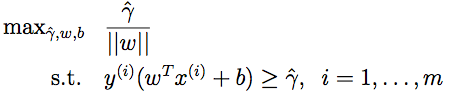 max_{γ̂,w,b} γ̂/||w||
s.t. y^{(i)}(w^T x^{(i)} + b) ≥ γ̂, i = 1, . . . , m